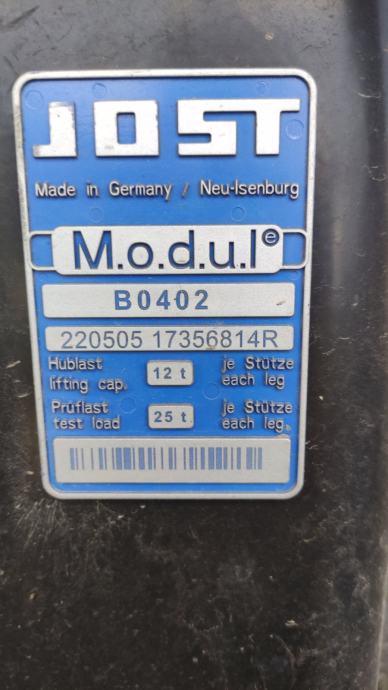 JOST
Made in Germany / Neu-Isenburg
M.o.d.u.l e
B0402
220505 17356814R
Hublast 12 t je Stütze
lifting cap. each leg
Prüflast 25 t je Stütze
test load each leg.